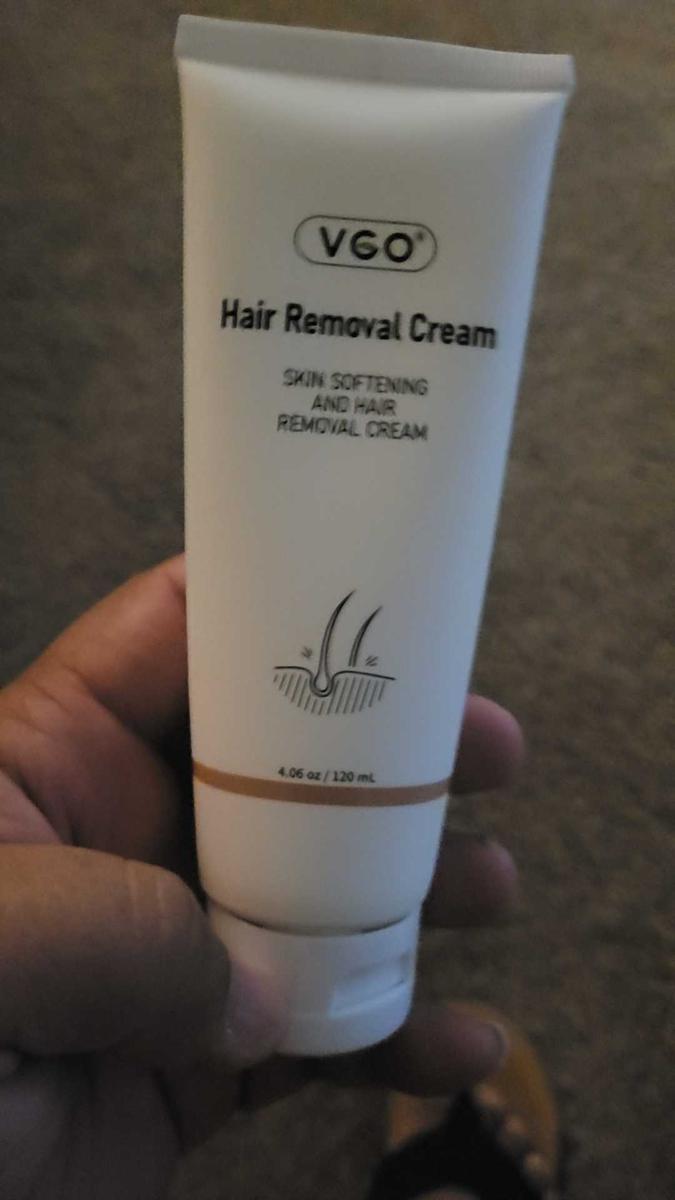 VGO®
Hair Removal Cream
SKIN SOFTENING
AND HAIR
REMOVAL CREAM
4.06 oz / 120 mL